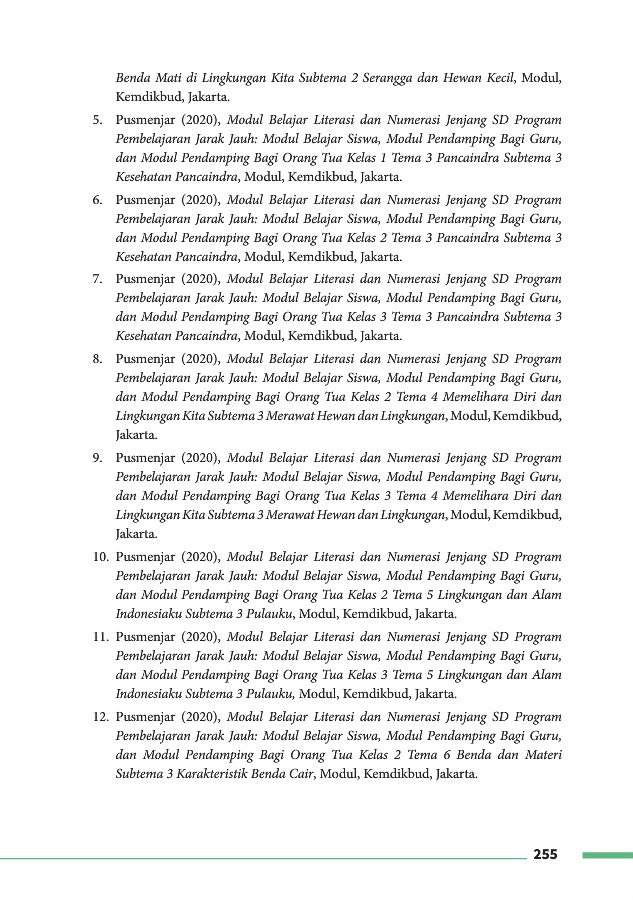 Benda Mati di Lingkungan Kita Subtema 2 Serangga dan Hewan Kecil, Modul,
Kemdikbud, Jakarta.
5. Pusmenjar (2020), Modul Belajar Literasi dan Numerasi Jenjang SD Program
Pembelajaran Jarak Jauh: Modul Belajar Siswa, Modul Pendamping Bagi Guru,
dan Modul Pendamping Bagi Orang Tua Kelas 1 Tema 3 Pancaindra Subtema 3
Kesehatan Pancaindra, Modul, Kemdikbud, Jakarta.
6. Pusmenjar (2020), Modul Belajar Literasi dan Numerasi Jenjang SD Program
Pembelajaran Jarak Jauh: Modul Belajar Siswa, Modul Pendamping Bagi Guru,
dan Modul Pendamping Bagi Orang Tua Kelas 2 Tema 3 Pancaindra Subtema 3
Kesehatan Pancaindra, Modul, Kemdikbud, Jakarta.
7. Pusmenjar (2020), Modul Belajar Literasi dan Numerasi Jenjang SD Program
Pembelajaran Jarak Jauh: Modul Belajar Siswa, Modul Pendamping Bagi Guru,
dan Modul Pendamping Bagi Orang Tua Kelas 3 Tema 3 Pancaindra Subtema 3
Kesehatan Pancaindra, Modul, Kemdikbud, Jakarta.
8. Pusmenjar (2020), Modul Belajar Literasi dan Numerasi Jenjang SD Program
Pembelajaran Jarak Jauh: Modul Belajar Siswa, Modul Pendamping Bagi Guru,
dan Modul Pendamping Bagi Orang Tua Kelas 2 Tema 4 Memelihara Diri dan
Lingkungan Kita Subtema 3 Merawat Hewan dan Lingkungan, Modul, Kemdikbud,
Jakarta.
9. Pusmenjar (2020), Modul Belajar Literasi dan Numerasi Jenjang SD Program
Pembelajaran Jarak Jauh: Modul Belajar Siswa, Modul Pendamping Bagi Guru,
dan Modul Pendamping Bagi Orang Tua Kelas 3 Tema 4 Memelihara Diri dan
Lingkungan Kita Subtema 3 Merawat Hewan dan Lingkungan, Modul, Kemdikbud,
Jakarta.
10. Pusmenjar (2020), Modul Belajar Literasi dan Numerasi Jenjang SD Program
Pembelajaran Jarak Jauh: Modul Belajar Siswa, Modul Pendamping Bagi Guru,
dan Modul Pendamping Bagi Orang Tua Kelas 2 Tema 5 Lingkungan dan Alam
Indonesiaku Subtema 3 Pulauku, Modul, Kemdikbud, Jakarta.
11. Pusmenjar (2020), Modul Belajar Literasi dan Numerasi Jenjang SD Program
Pembelajaran Jarak Jauh: Modul Belajar Siswa, Modul Pendamping Bagi Guru,
dan Modul Pendamping Bagi Orang Tua Kelas 3 Tema 5 Lingkungan dan Alam
Indonesiaku Subtema 3 Pulauku, Modul, Kemdikbud, Jakarta.
12. Pusmenjar (2020), Modul Belajar Literasi dan Numerasi Jenjang SD Program
Pembelajaran Jarak Jauh: Modul Belajar Siswa, Modul Pendamping Bagi Guru,
dan Modul Pendamping Bagi Orang Tua Kelas 2 Tema 6 Benda dan Materi
Subtema 3 Karakteristik Benda Cair, Modul, Kemdikbud, Jakarta.
255